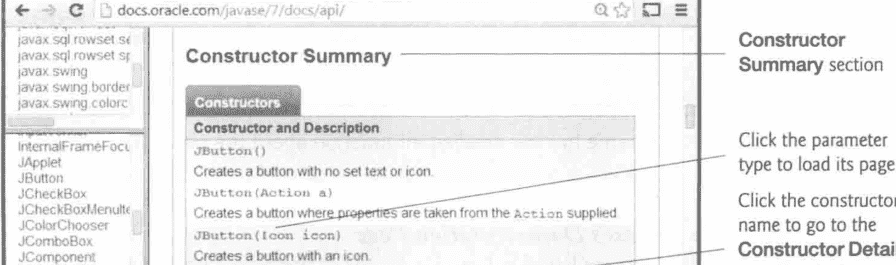 docs.oracle.com/javase/7/docs/api/
javax.sql.rowset.se
javax.sql.rowset.sp
javax.swing
javax.swing.border
javax.swing.colorc
InternalFrameFocu
JApplet
JButton
JCheckBox
JCheckBoxMenuIte
JColorChooser
JComboBox
JComponent
Constructor Summary
Constructors
Constructor and Description
JButton()
Creates a button with no set text or icon.
JButton(Action a)
Creates a button where properties are taken from the Action supplied
JButton(Icon icon)
Creates a button with an icon.
Constructor
Summary section
Click the parameter
type to load its page
Click the constructor
name to go to the
Constructor Detail